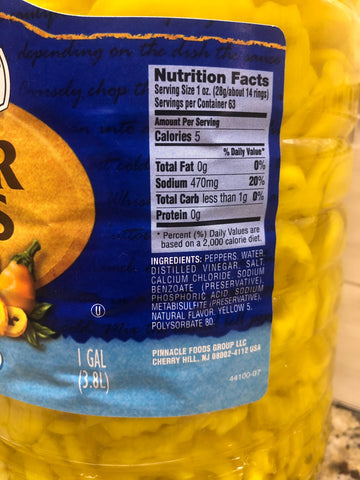 depending on the dish the sauce
R
S
Nutrition Facts
Serving Size 1 oz. (28g/about 14 rings)
Servings per Container 63
Amount Per Serving
Calories 5
% Daily Value*
Total Fat 0g 0%
Sodium 470mg 20%
Total Carb less than 1g 0%
Protein 0g
* Percent (%) Daily Values are
based on a 2,000 calorie diet.
INGREDIENTS: PEPPERS, WATER,
DISTILLED VINEGAR, SALT,
CALCIUM CHLORIDE, SODIUM
BENZOATE (PRESERVATIVE),
PHOSPHORIC ACID, SODIUM
METABISULFITE (PRESERVATIVE),
NATURAL FLAVOR, YELLOW 5,
POLYSORBATE 80.
U
1 GAL
(3.8L)
PINNACLE FOODS GROUP LLC
CHERRY HILL, NJ 08002-4112 USA
44100-07